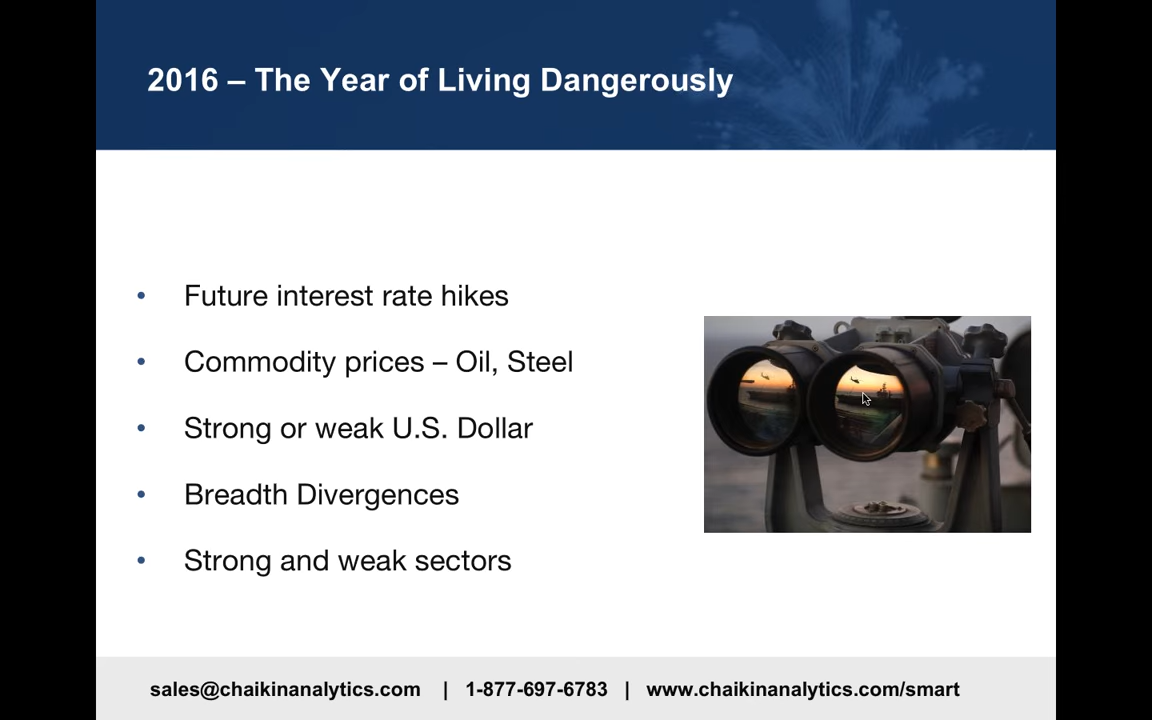 2016 – The Year of Living Dangerously
• Future interest rate hikes
• Commodity prices – Oil, Steel
• Strong or weak U.S. Dollar
• Breadth Divergences
• Strong and weak sectors
sales@chaikinanalytics.com | 1-877-697-6783 | www.chaikinanalytics.com/smart